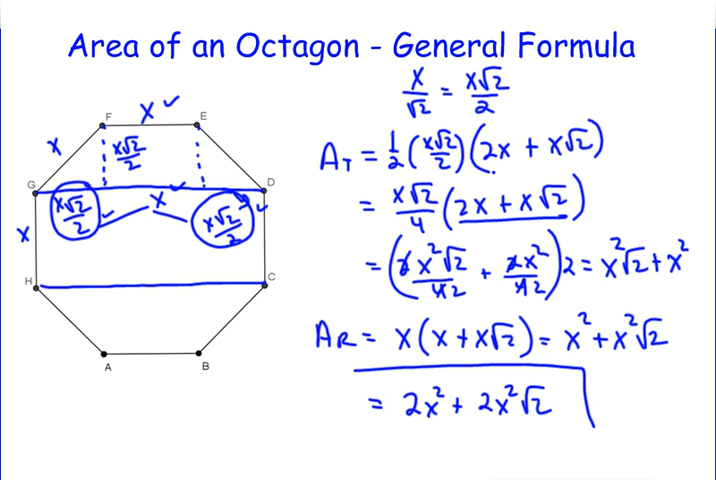 Area of an Octagon - General Formula
x/√2 = x√2/2
F x ✓ E
x x√2/2
A_T = 1/2 (x√2/2)(2x + x√2)
G x√2/2 ✓ x ✓ x√2/2 ✓ D
= x√2/4 (2x + x√2)
x
= (2x²√2/4 2 + 2x²/4 2)2 = x²√2 + x²
H C
A_R = x(x + x√2) = x² + x²√2
A B
= 2x² + 2x²√2